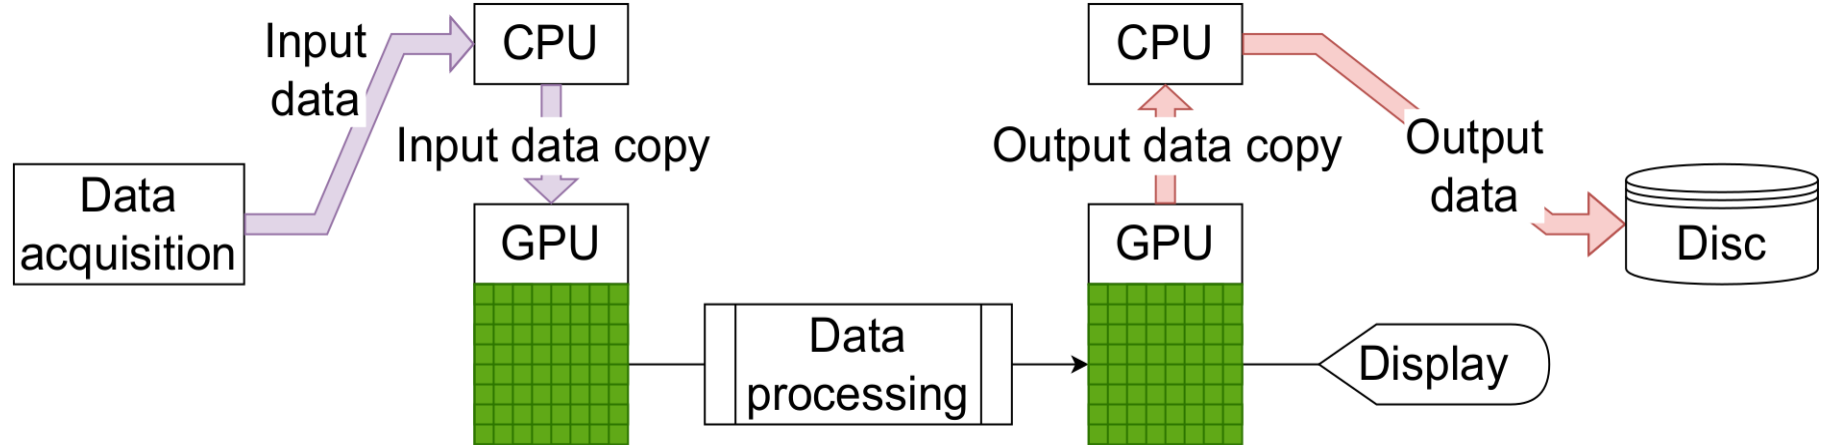 Input
data
CPU
Input data copy
Data
acquisition
GPU
Data
processing
CPU
Output data copy
GPU
Output
data
Disc
Display